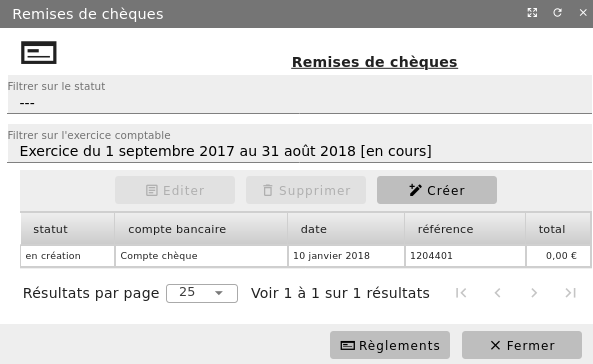 Remises de chèques
Remises de chèques
Filtrer sur le statut
---
Filtrer sur l'exercice comptable
Exercice du 1 septembre 2017 au 31 août 2018 [en cours]
Editer Supprimer Créer
statut compte bancaire date référence total
en création Compte chèque 10 janvier 2018 1204401 0,00 €
Résultats par page 25 Voir 1 à 1 sur 1 résultats
Règlements Fermer